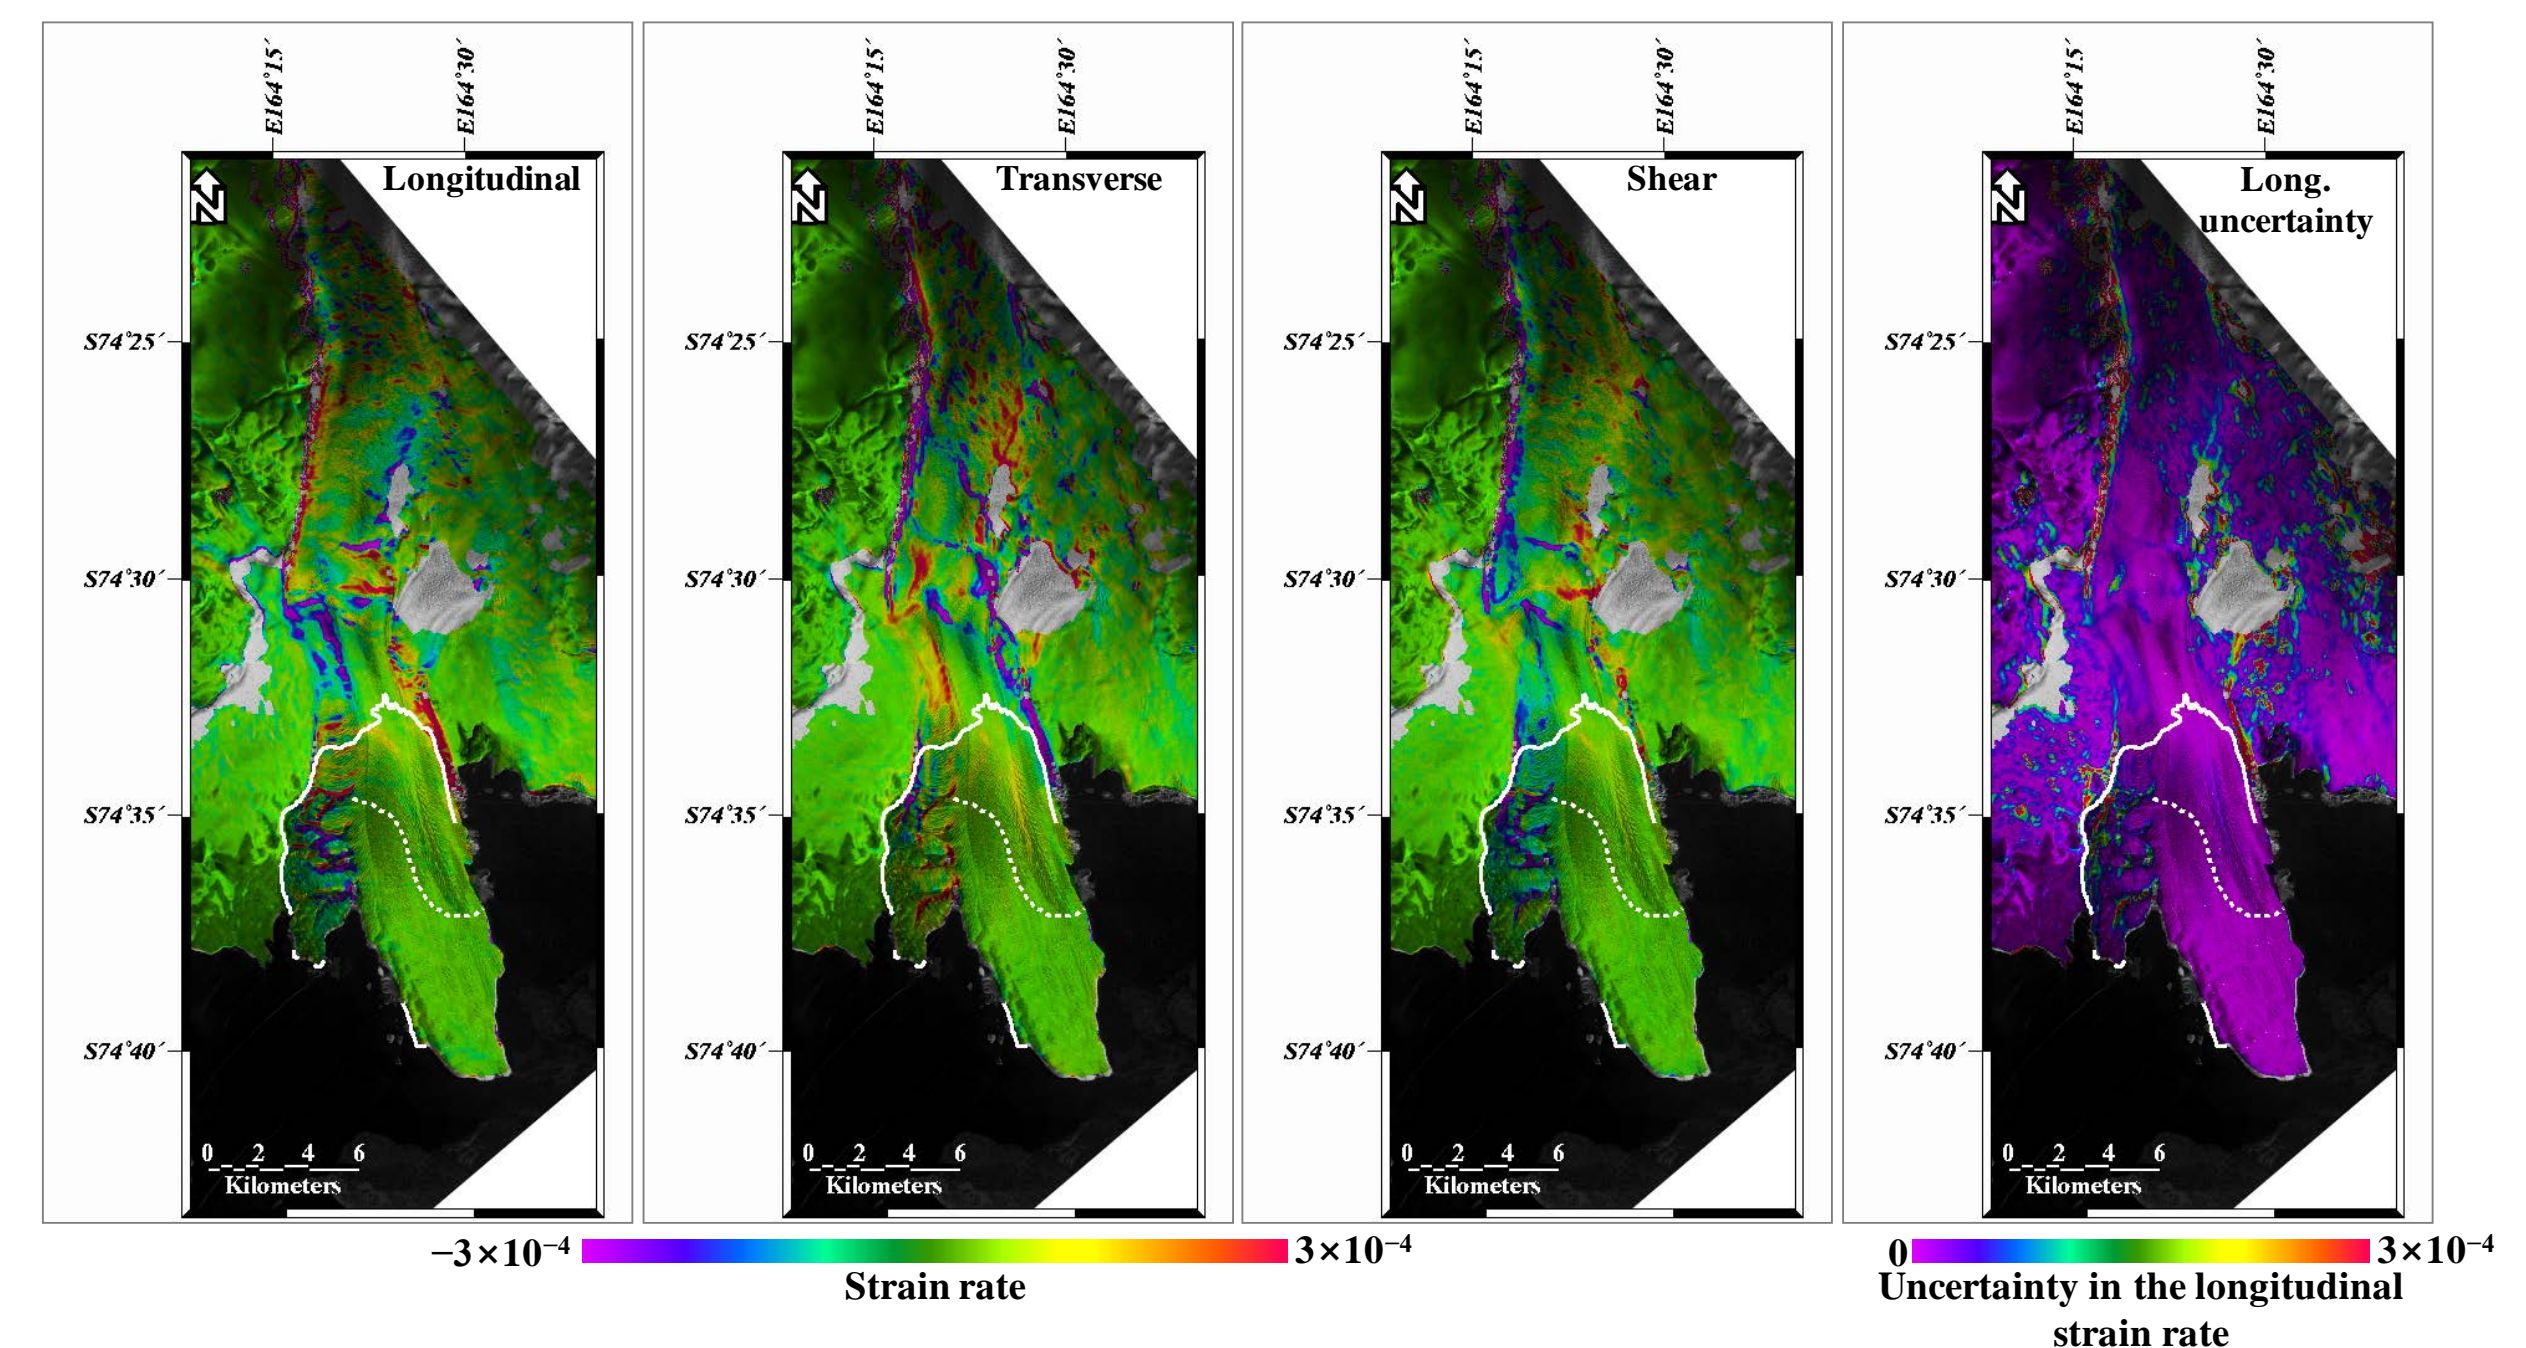 E164°15´
E164°30´
E164°15´
E164°30´
E164°15´
E164°30´
E164°15´
E164°30´
N
Longitudinal
N
Transverse
N
Shear
N
Long.
uncertainty
S74°25´
S74°25´
S74°25´
S74°25´
S74°30´
S74°30´
S74°30´
S74°30´
S74°35´
S74°35´
S74°35´
S74°35´
S74°40´
S74°40´
S74°40´
S74°40´
0 2 4 6
Kilometers
0 2 4 6
Kilometers
0 2 4 6
Kilometers
0 2 4 6
Kilometers
−3×10⁻⁴ 3×10⁻⁴
Strain rate
0 3×10⁻⁴
Uncertainty in the longitudinal
strain rate